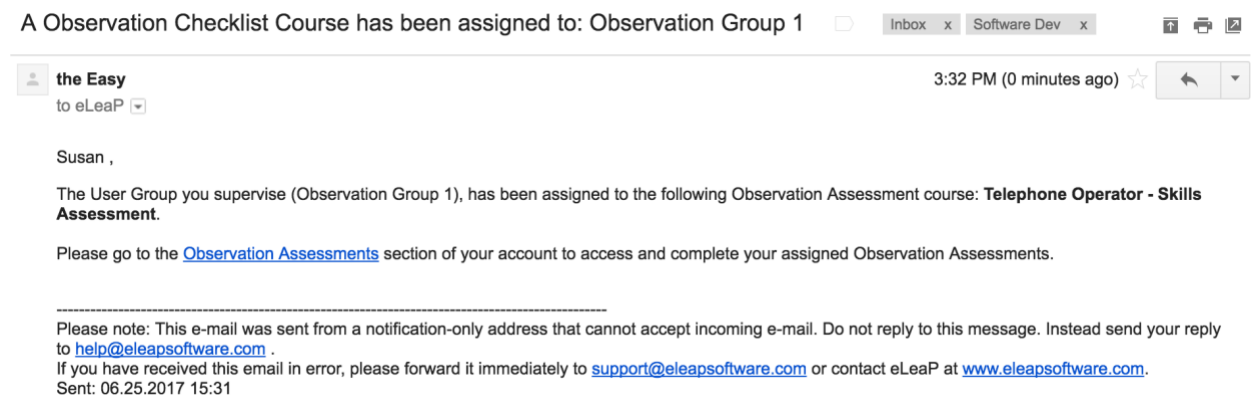 A Observation Checklist Course has been assigned to: Observation Group 1
Inbox x Software Dev x
the Easy
3:32 PM (0 minutes ago)
to eLeaP
Susan ,
The User Group you supervise (Observation Group 1), has been assigned to the following Observation Assessment course: Telephone Operator - Skills
Assessment.
Please go to the Observation Assessments section of your account to access and complete your assigned Observation Assessments.
--------------------------------------------------------------------------------------------------
Please note: This e-mail was sent from a notification-only address that cannot accept incoming e-mail. Do not reply to this message. Instead send your reply
to help@eleapsoftware.com .
If you have received this email in error, please forward it immediately to support@eleapsoftware.com or contact eLeaP at www.eleapsoftware.com.
Sent: 06.25.2017 15:31